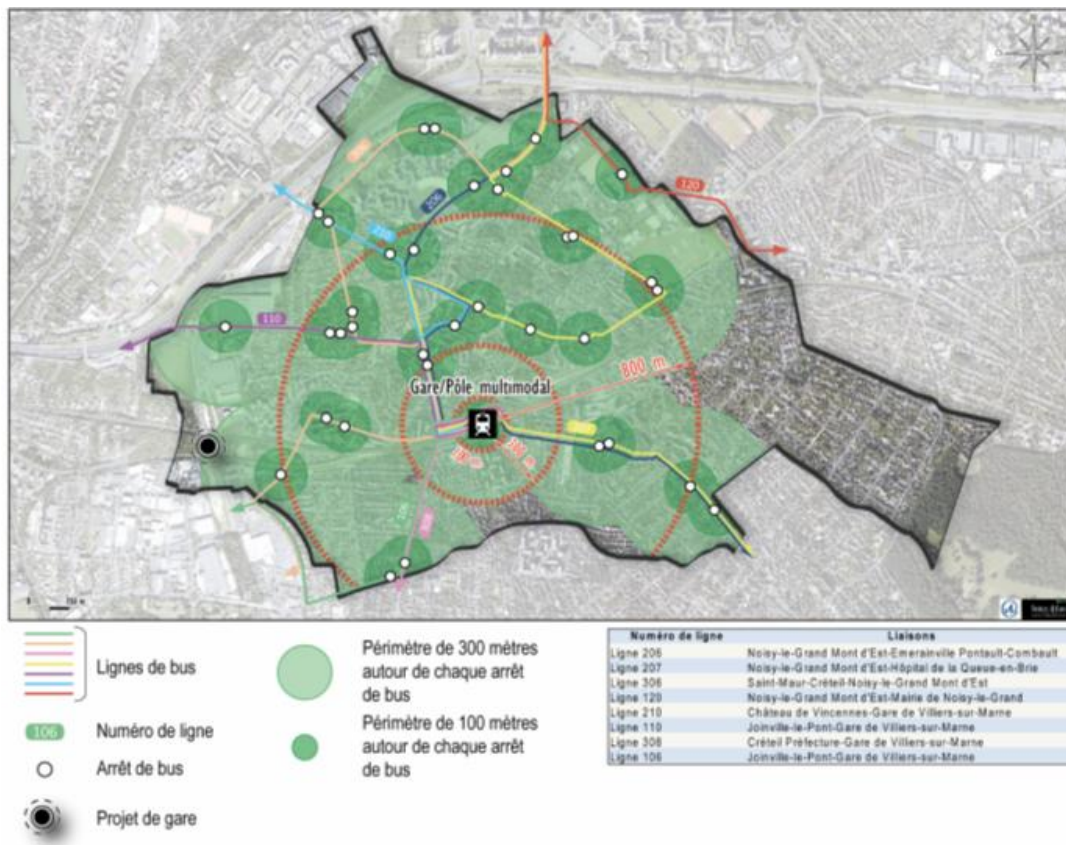 120
206
210
110
800 m
Gare/Pôle multimodal
100 m
300 m
Lignes de bus
106
Numéro de ligne
Arrêt de bus
Projet de gare
Périmètre de 300 mètres
autour de chaque arrêt
de bus
Périmètre de 100 mètres
autour de chaque arrêt
de bus
Numéro de ligne Liaisons
Ligne 206 Noisy-le-Grand Mont d'Est-Emerainville Pontault-Combault
Ligne 207 Noisy-le-Grand Mont d'Est-Hôpital de la Queue-en-Brie
Ligne 306 Saint-Maur-Créteil-Noisy-le-Grand Mont d'Est
Ligne 120 Noisy-le-Grand Mont d'Est-Mairie de Noisy-le-Grand
Ligne 210 Château de Vincennes-Gare de Villiers-sur-Marne
Ligne 110 Joinville-le-Pont-Gare de Villiers-sur-Marne
Ligne 308 Créteil Préfecture-Gare de Villiers-sur-Marne
Ligne 106 Joinville-le-Pont-Gare de Villiers-sur-Marne